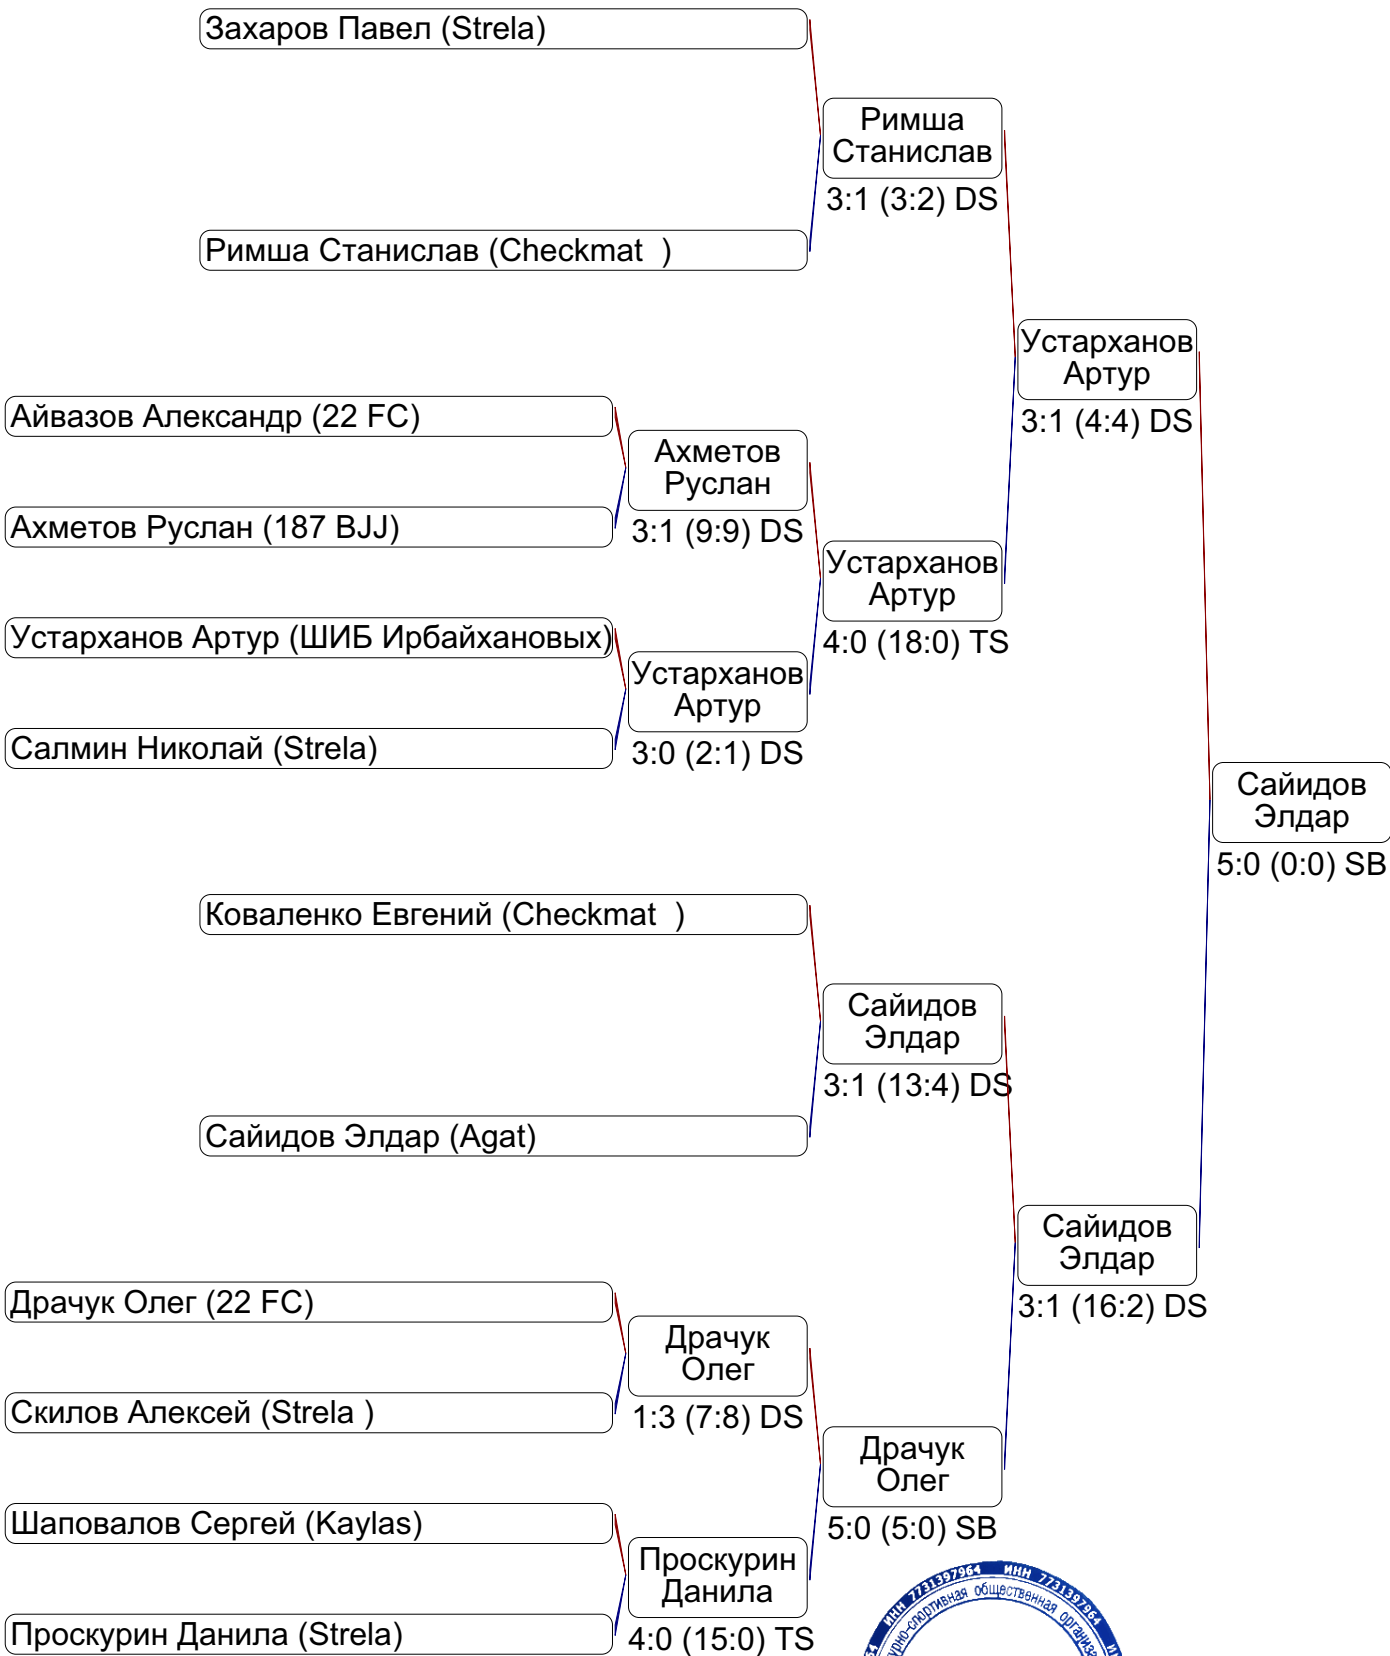 Захаров Павел (Strela)
Римша
Станислав
3:1 (3:2) DS
Римша Станислав (Checkmat )
Устарханов
Артур
3:1 (4:4) DS
Айвазов Александр (22 FC)
Ахметов
Руслан
3:1 (9:9) DS
Ахметов Руслан (187 BJJ)
Устарханов
Артур
4:0 (18:0) TS
Устарханов Артур (ШИБ Ирбайхановых)
Устарханов
Артур
3:0 (2:1) DS
Салмин Николай (Strela)
Сайидов
Элдар
5:0 (0:0) SB
Коваленко Евгений (Checkmat )
Сайидов
Элдар
3:1 (13:4) DS
Сайидов Элдар (Agat)
Сайидов
Элдар
3:1 (16:2) DS
Драчук Олег (22 FC)
Драчук
Олег
1:3 (7:8) DS
Скилов Алексей (Strela )
Драчук
Олег
5:0 (5:0) SB
Шаповалов Сергей (Kaylas)
Проскурин
Данила
4:0 (15:0) TS
Проскурин Данила (Strela)
ИНН 7731397964 ИНН 7731397964
спортивная общественная